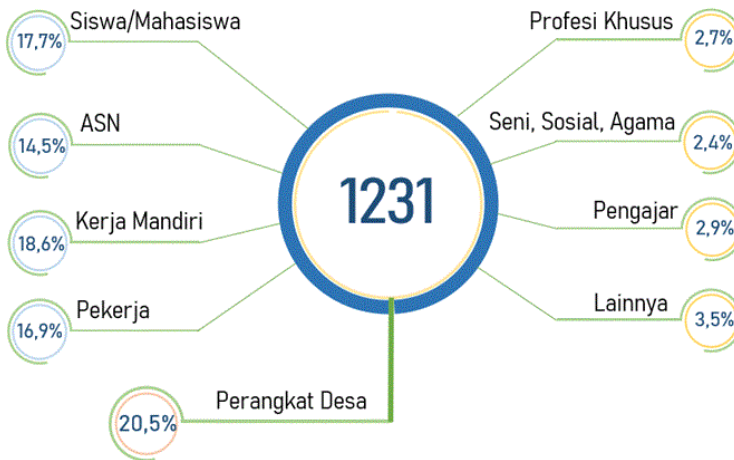 Siswa/Mahasiswa
17,7%
ASN
14,5%
Kerja Mandiri
18,6%
Pekerja
16,9%
Perangkat Desa
20,5%
1231
Profesi Khusus
2,7%
Seni, Sosial, Agama
2,4%
Pengajar
2,9%
Lainnya
3,5%